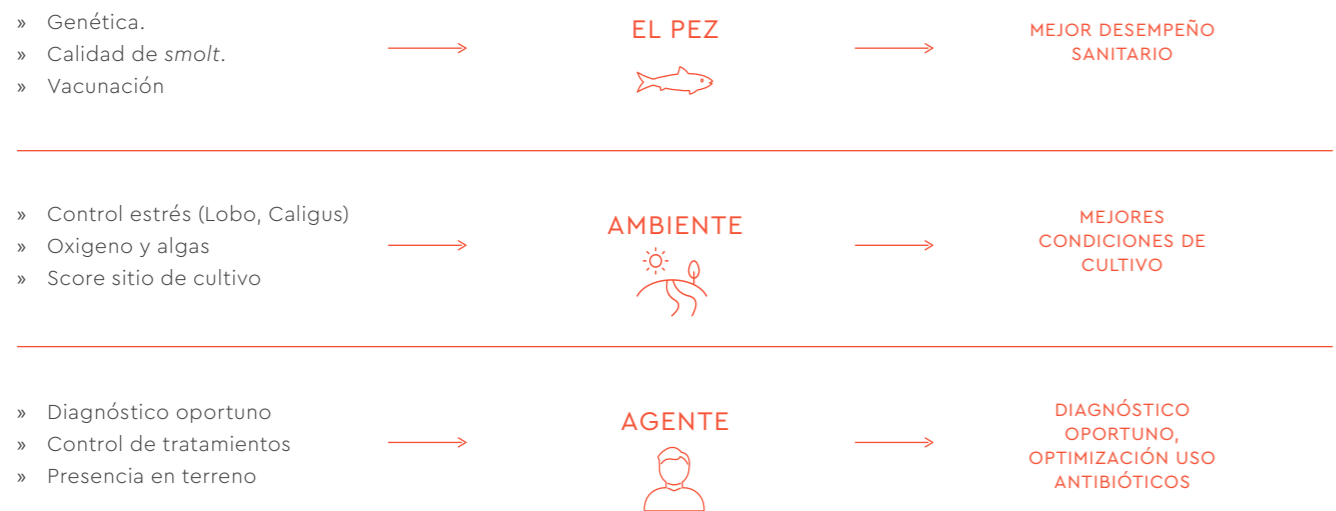 » Genética.
» Calidad de smolt.
» Vacunación
EL PEZ
MEJOR DESEMPEÑO
SANITARIO
» Control estrés (Lobo, Caligus)
» Oxigeno y algas
» Score sitio de cultivo
AMBIENTE
MEJORES
CONDICIONES DE
CULTIVO
» Diagnóstico oportuno
» Control de tratamientos
» Presencia en terreno
AGENTE
DIAGNÓSTICO
OPORTUNO,
OPTIMIZACIÓN USO
ANTIBIÓTICOS